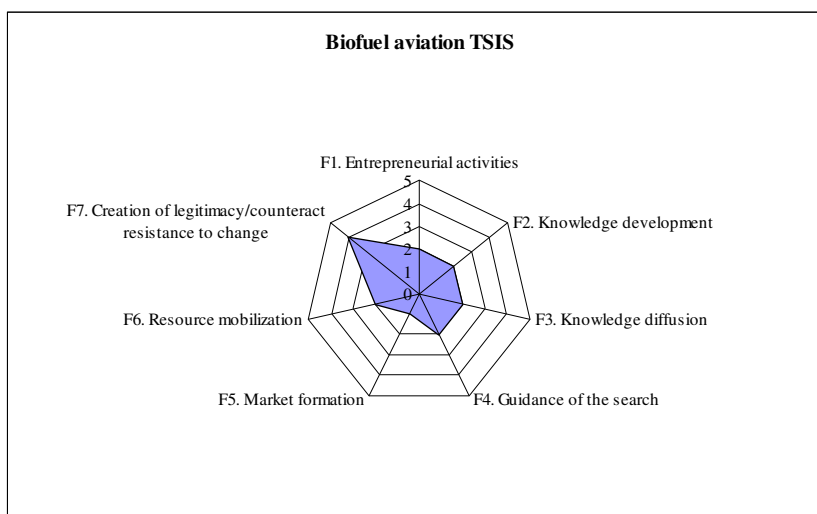 Biofuel aviation TSIS
F1. Entrepreneurial activities
5
4
3
2
1
0
F2. Knowledge development
F3. Knowledge diffusion
F4. Guidance of the search
F5. Market formation
F6. Resource mobilization
F7. Creation of legitimacy/counteract
resistance to change